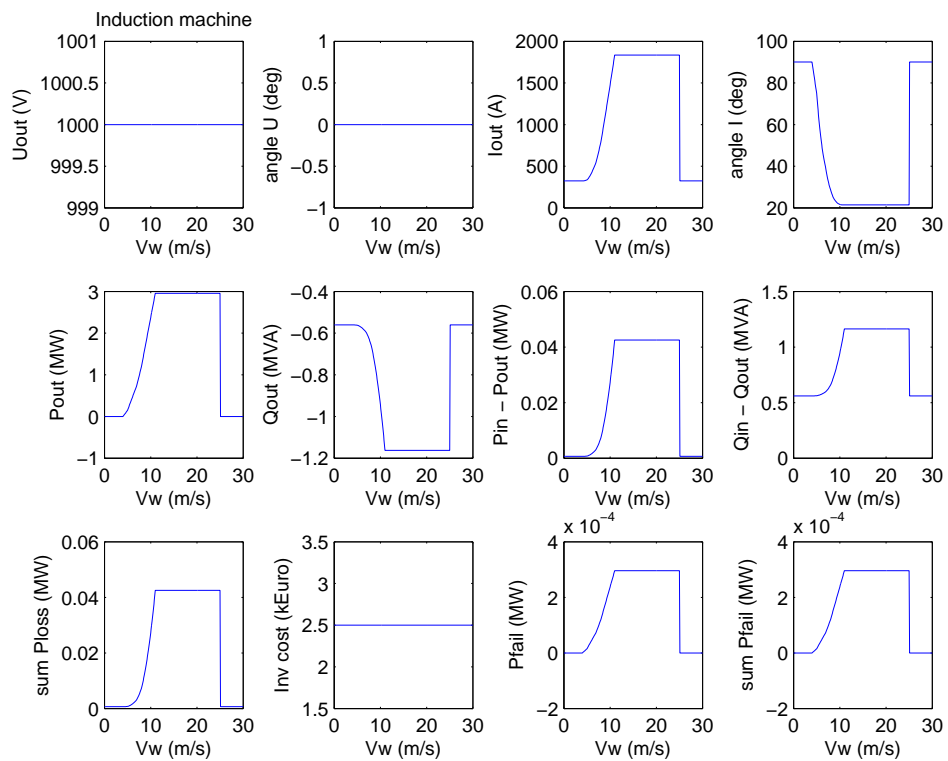 Induction machine
Uout (V)
1001
1000.5
1000
999.5
999
0 10 20 30
Vw (m/s)
angle U (deg)
1
0.5
0
−0.5
−1
0 10 20 30
Vw (m/s)
Iout (A)
2000
1500
1000
500
0
0 10 20 30
Vw (m/s)
angle I (deg)
100
80
60
40
20
0 10 20 30
Vw (m/s)
Pout (MW)
3
2
1
0
−1
0 10 20 30
Vw (m/s)
Qout (MVA)
−0.4
−0.6
−0.8
−1
−1.2
0 10 20 30
Vw (m/s)
Pin − Pout (MW)
0.06
0.04
0.02
0
0 10 20 30
Vw (m/s)
Qin − Qout (MVA)
1.5
1
0.5
0
0 10 20 30
Vw (m/s)
sum Ploss (MW)
0.06
0.04
0.02
0
0 10 20 30
Vw (m/s)
Inv cost (kEuro)
3.5
3
2.5
2
1.5
0 10 20 30
Vw (m/s)
x 10−4
Pfail (MW)
4
2
0
−2
0 10 20 30
Vw (m/s)
x 10−4
sum Pfail (MW)
4
2
0
−2
0 10 20 30
Vw (m/s)